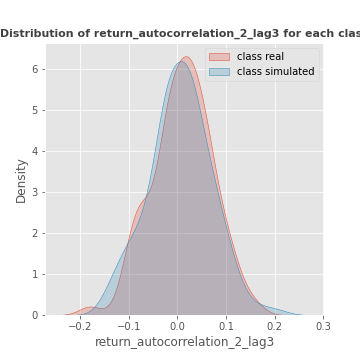 Distribution of return_autocorrelation_2_lag3 for each clas
class real
class simulated
6
5
4
3
2
1
0
Density
−0.2 −0.1 0.0 0.1 0.2 0.3
return_autocorrelation_2_lag3